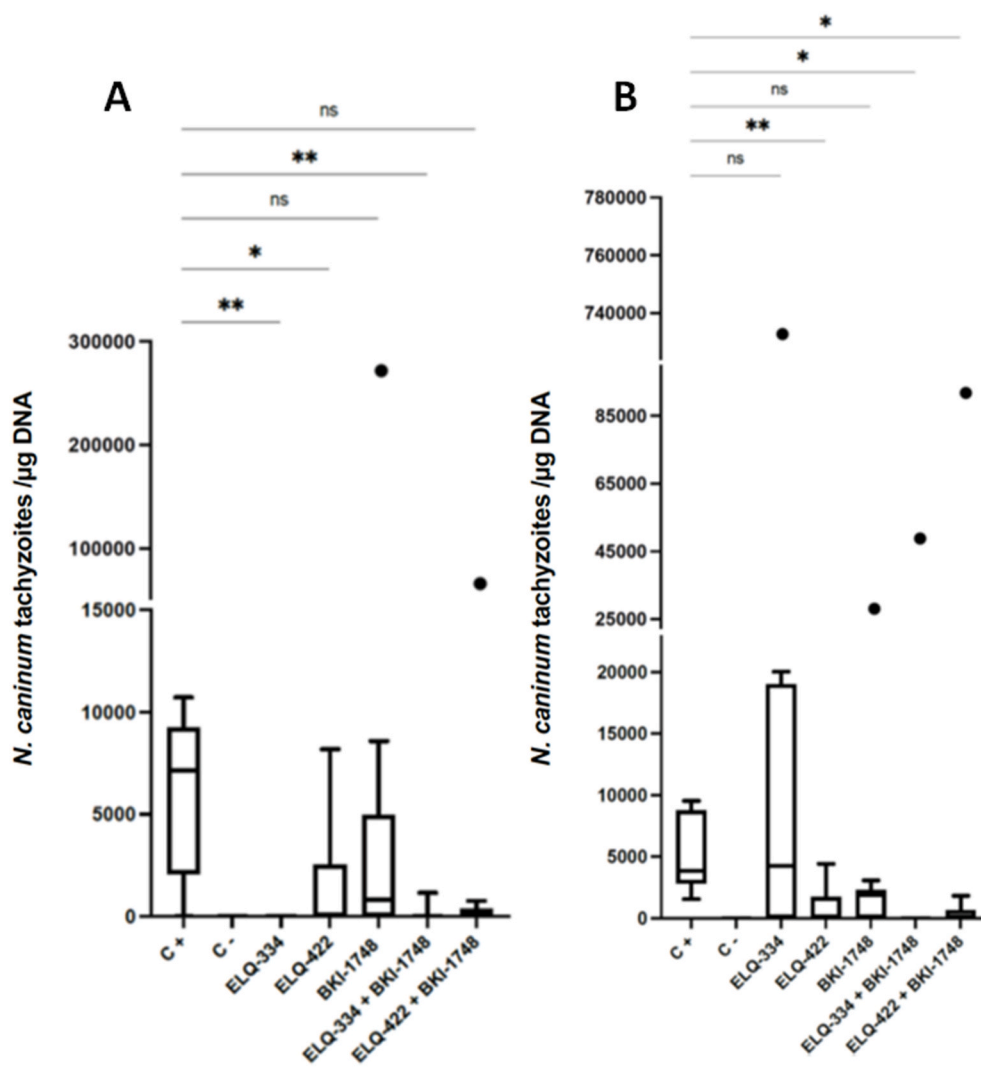 A
ns
**
ns
*
**
N. caninum tachyzoites /µg DNA
300000
200000
100000
15000
10000
5000
0
C +
C -
ELQ-334
ELQ-422
BKI-1748
ELQ-334 + BKI-1748
ELQ-422 + BKI-1748
B
*
*
ns
**
ns
N. caninum tachyzoites /µg DNA
780000
760000
740000
85000
65000
45000
25000
20000
15000
10000
5000
0
C +
C -
ELQ-334
ELQ-422
BKI-1748
ELQ-334 + BKI-1748
ELQ-422 + BKI-1748